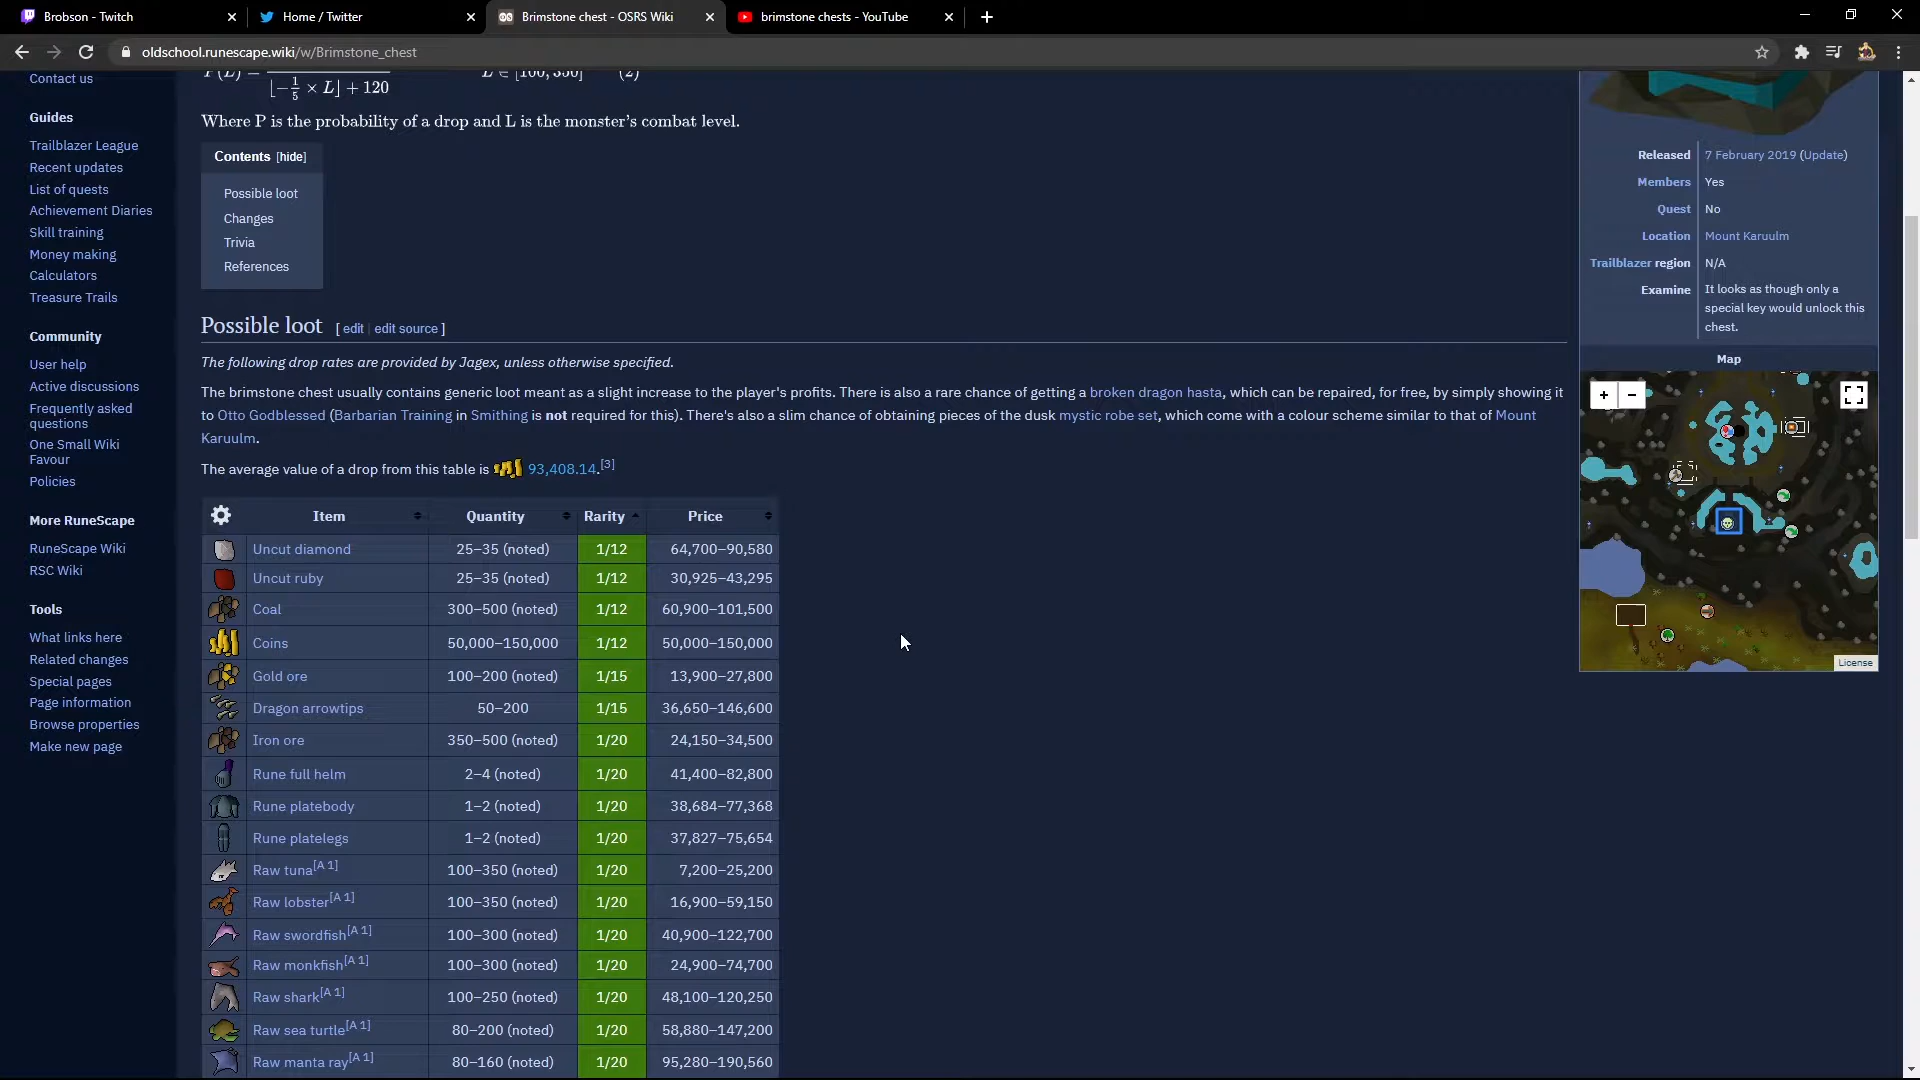 Brobson - Twitch
Home / Twitter
Brimstone chest - OSRS Wiki
brimstone chests - YouTube
oldschool.runescape.wiki/w/Brimstone_chest
Contact us
Guides
Trailblazer League
Recent updates
List of quests
Achievement Diaries
Skill training
Money making
Calculators
Treasure Trails
Community
User help
Active discussions
Frequently asked
questions
One Small Wiki
Favour
Policies
More RuneScape
RuneScape Wiki
RSC Wiki
Tools
What links here
Related changes
Special pages
Page information
Browse properties
Make new page
⌊−1/5 × L⌋ + 120
L ∈ [100, 350] (2)
Where P is the probability of a drop and L is the monster's combat level.
Contents [hide]
Possible loot
Changes
Trivia
References
Possible loot [ edit | edit source ]
The following drop rates are provided by Jagex, unless otherwise specified.
The brimstone chest usually contains generic loot meant as a slight increase to the player's profits. There is also a rare chance of getting a broken dragon hasta, which can be repaired, for free, by simply showing it
to Otto Godblessed (Barbarian Training in Smithing is not required for this). There's also a slim chance of obtaining pieces of the dusk mystic robe set, which come with a colour scheme similar to that of Mount
Karuulm.
The average value of a drop from this table is 93,408.14.[3]
Item Quantity Rarity Price
Uncut diamond 25–35 (noted) 1/12 64,700–90,580
Uncut ruby 25–35 (noted) 1/12 30,925–43,295
Coal 300–500 (noted) 1/12 60,900–101,500
Coins 50,000–150,000 1/12 50,000–150,000
Gold ore 100–200 (noted) 1/15 13,900–27,800
Dragon arrowtips 50–200 1/15 36,650–146,600
Iron ore 350–500 (noted) 1/20 24,150–34,500
Rune full helm 2–4 (noted) 1/20 41,400–82,800
Rune platebody 1–2 (noted) 1/20 38,684–77,368
Rune platelegs 1–2 (noted) 1/20 37,827–75,654
Raw tuna[A 1] 100–350 (noted) 1/20 7,200–25,200
Raw lobster[A 1] 100–350 (noted) 1/20 16,900–59,150
Raw swordfish[A 1] 100–300 (noted) 1/20 40,900–122,700
Raw monkfish[A 1] 100–300 (noted) 1/20 24,900–74,700
Raw shark[A 1] 100–250 (noted) 1/20 48,100–120,250
Raw sea turtle[A 1] 80–200 (noted) 1/20 58,880–147,200
Raw manta ray[A 1] 80–160 (noted) 1/20 95,280–190,560
Released 7 February 2019 (Update)
Members Yes
Quest No
Location Mount Karuulm
Trailblazer region N/A
Examine It looks as though only a
special key would unlock this
chest.
Map
+ −
License